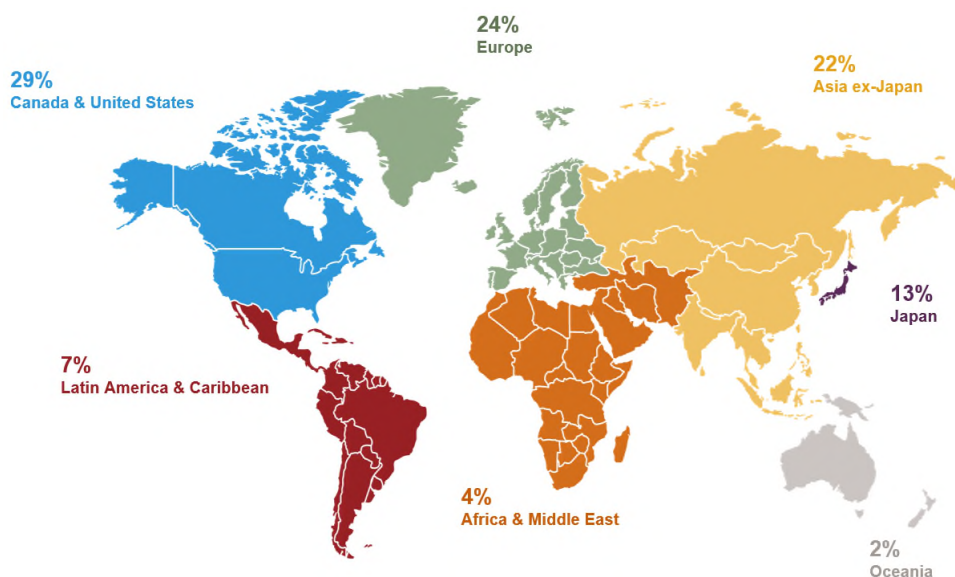 24%
Europe
29%
Canada & United States
22%
Asia ex-Japan
13%
Japan
7%
Latin America & Caribbean
4%
Africa & Middle East
2%
Oceania